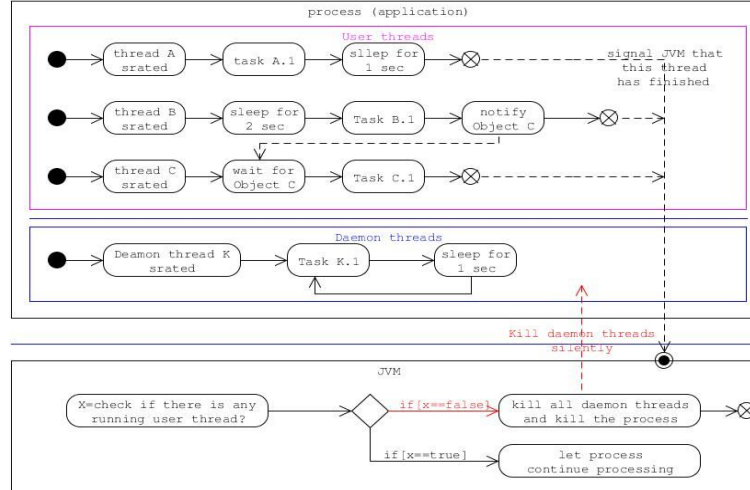 process (application)
User threads
thread A
srated
task A.1
sllep for
1 sec
signal JVM that
this thread
has finished
thread B
srated
sleep for
2 sec
Task B.1
notify
Object C
thread C
srated
wait for
Object C
Task C.1
Daemon threads
Deamon thread K
srated
Task K.1
sleep for
1 sec
Kill daemon threads
silently
JVM
X=check if there is any
running user thread?
if[x==false]
kill all daemon threads
and kill the process
if[x==true]
let process
continue processing